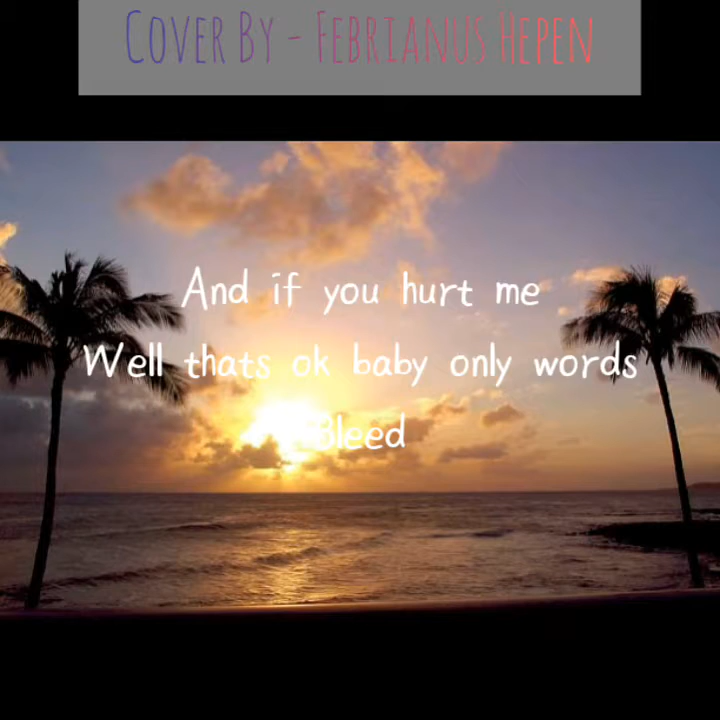 COVER BY - FEBRIANUS HEPEN
And if you hurt me
Well thats ok baby only words
Bleed